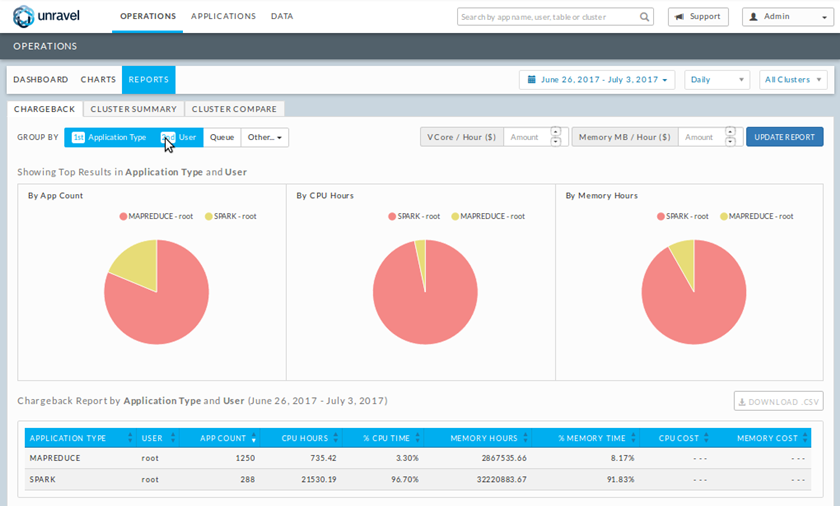 unravel OPERATIONS APPLICATIONS DATA Search by app name, user, table or cluster Support Admin
OPERATIONS
DASHBOARD CHARTS REPORTS June 26, 2017 - July 3, 2017 Daily All Clusters
CHARGEBACK CLUSTER SUMMARY CLUSTER COMPARE
GROUP BY 1st Application Type User Queue Other... VCore / Hour ($) Amount Memory MB / Hour ($) Amount UPDATE REPORT
Showing Top Results in Application Type and User
By App Count By CPU Hours By Memory Hours
MAPREDUCE - root SPARK - root SPARK - root MAPREDUCE - root SPARK - root MAPREDUCE - root
Chargeback Report by Application Type and User (June 26, 2017 - July 3, 2017) DOWNLOAD .CSV
APPLICATION TYPE USER APP COUNT CPU HOURS % CPU TIME MEMORY HOURS % MEMORY TIME CPU COST MEMORY COST
MAPREDUCE root 1250 735.42 3.30% 2867535.66 8.17% - - - - - -
SPARK root 288 21530.19 96.70% 32220883.67 91.83% - - - - - -